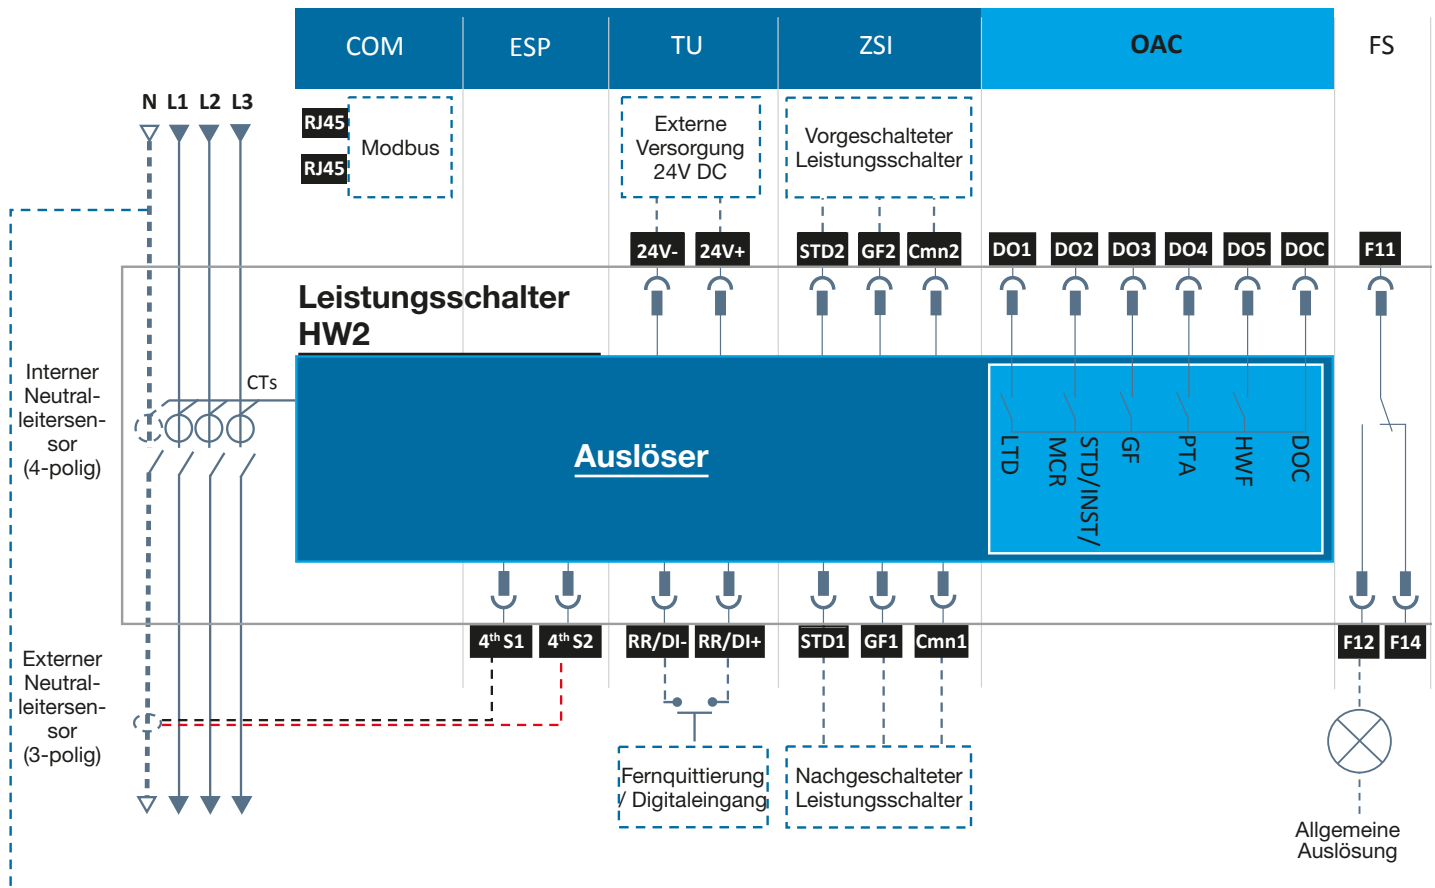 COM ESP TU ZSI OAC FS
N L1 L2 L3
RJ45
RJ45
Modbus
Externe
Versorgung
24V DC
Vorgeschalteter
Leistungsschalter
24V- 24V+ STD2 GF2 Cmn2 DO1 DO2 DO3 DO4 DO5 DOC F11
Leistungsschalter
HW2
Interner
Neutral-
leitersen-
sor
(4-polig)
CTs
Auslöser
LTD
STD/INST/
MCR
GF
PTA
HWF
DOC
4th S1 4th S2 RR/DI- RR/DI+ STD1 GF1 Cmn1 F12 F14
Externer
Neutral-
leitersen-
sor
(3-polig)
Fernquittierung
/ Digitaleingang
Nachgeschalteter
Leistungsschalter
Allgemeine
Auslösung